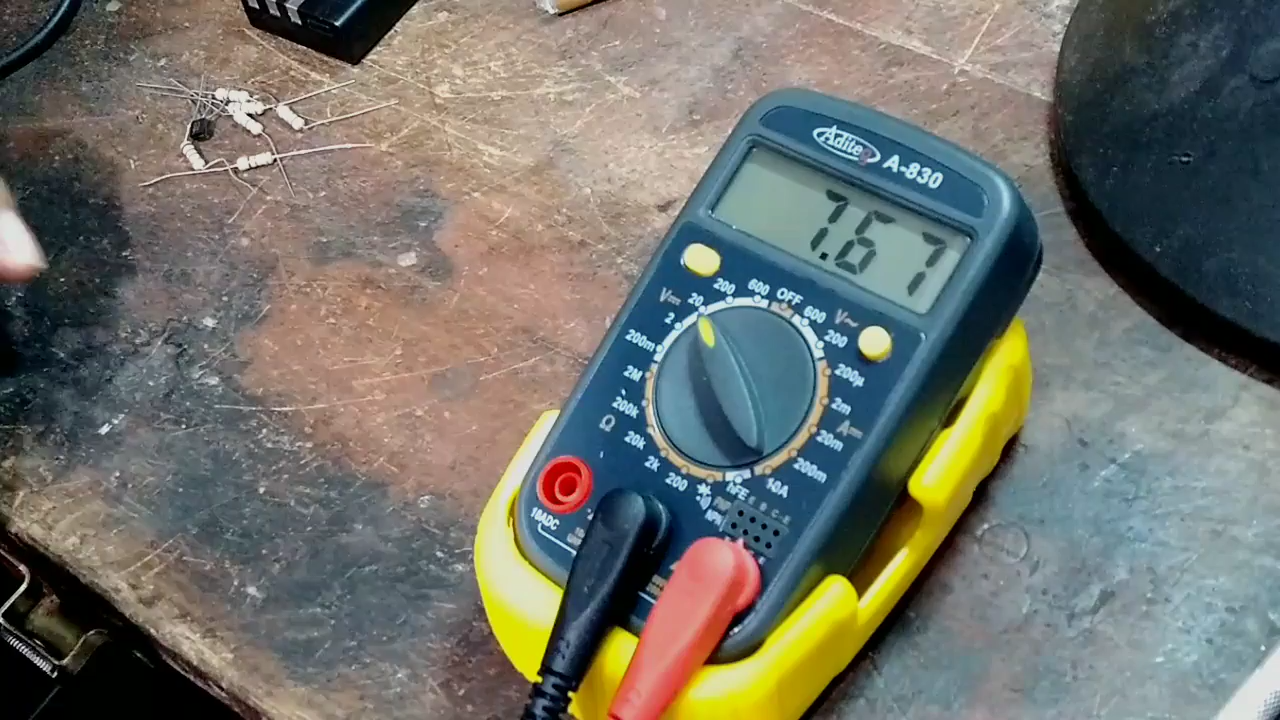 Aditeg A-830
7.67
V⎓ 20 200 600 OFF 600 V~
2 200
200m 200µ
2M 2m
200k A⎓
Ω 20m
20k 200m
2k 10A
200 hFE
10ADC
NPN
E B C E